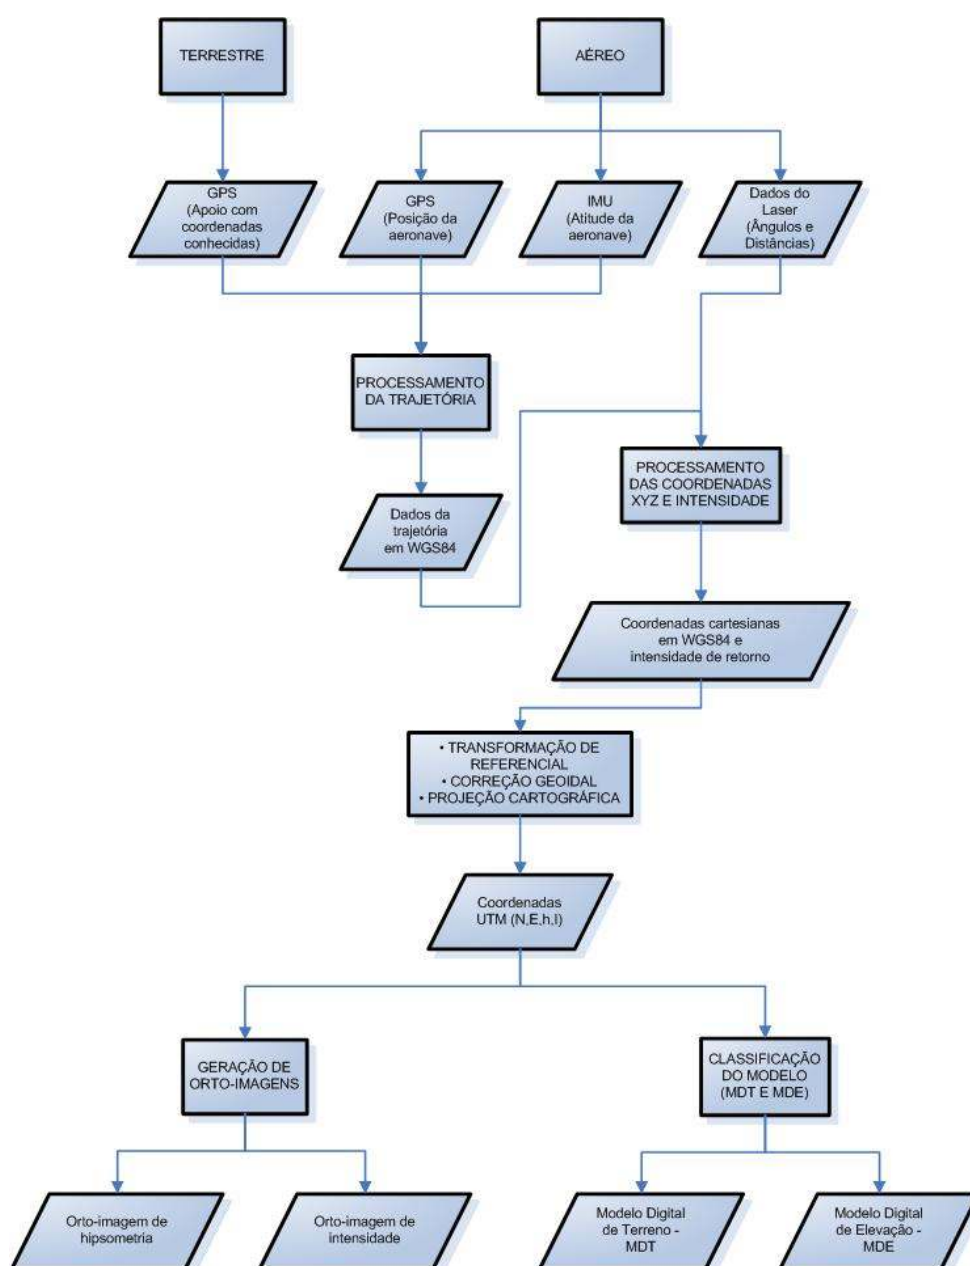 TERRESTRE
AÉREO
GPS
(Apoio com
coordenadas
conhecidas)
GPS
(Posição da
aeronave)
IMU
(Atitude da
aeronave)
Dados do
Laser
(Ângulos e
Distâncias)
PROCESSAMENTO
DA TRAJETÓRIA
PROCESSAMENTO
DAS COORDENADAS
XYZ E INTENSIDADE
Dados da
trajetória
em WGS84
Coordenadas cartesianas
em WGS84 e
intensidade de retorno
• TRANSFORMAÇÃO DE
REFERENCIAL
• CORREÇÃO GEOIDAL
• PROJEÇÃO CARTOGRÁFICA
Coordenadas
UTM (N,E,h,I)
GERAÇÃO DE
ORTO-IMAGENS
CLASSIFICAÇÃO
DO MODELO
(MDT E MDE)
Orto-imagem de
hipsometria
Orto-imagem de
intensidade
Modelo Digital
de Terreno -
MDT
Modelo Digital
de Elevação -
MDE